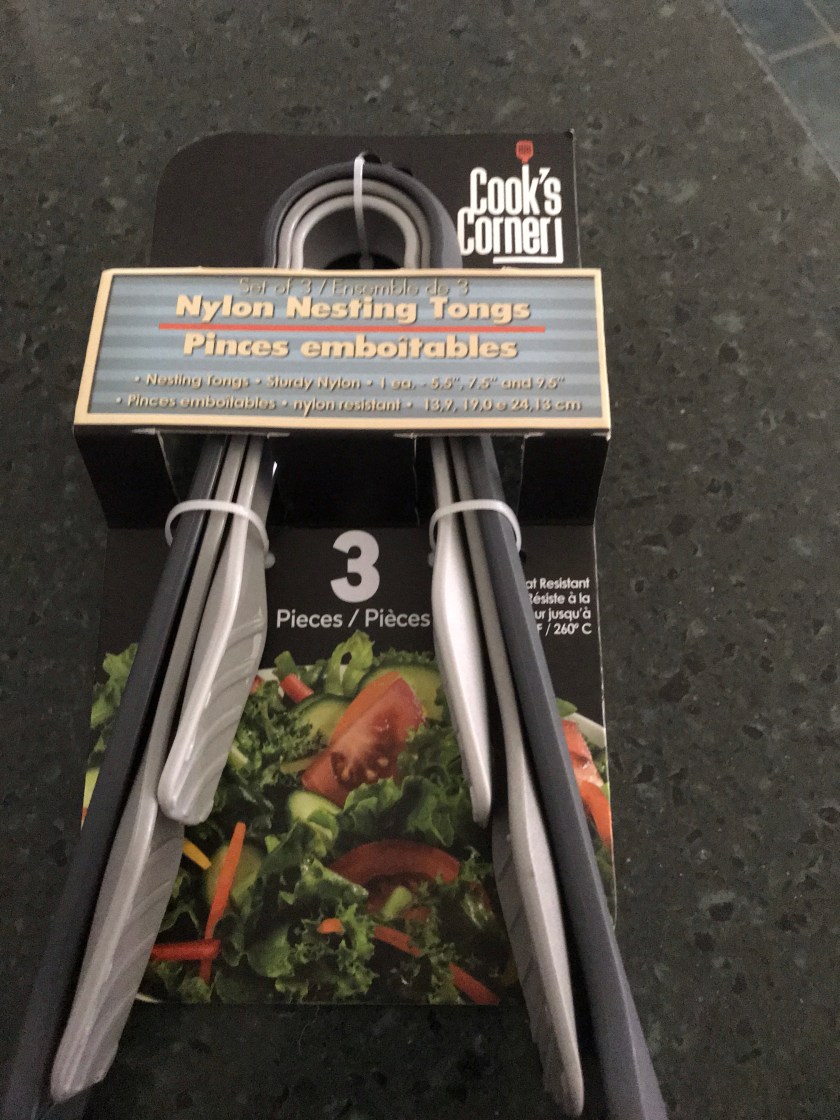 Cook's
Corner
Set of 3 / Ensemble de 3
Nylon Nesting Tongs
Pinces emboîtables
• Nesting Tongs • Sturdy Nylon • 1 ea. - 5.5", 7.5" and 9.5"
• Pinces emboîtables • nylon resistant • 13,9, 19,0 e 24,13 cm
3
Pieces / Pièces
at Resistant
Résiste à la
ur jusqu'à
F / 260° C